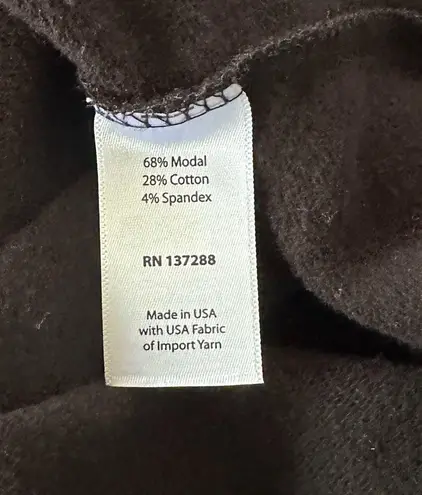 68% Modal
28% Cotton
4% Spandex
RN 137288
Made in USA
with USA Fabric
of Import Yarn